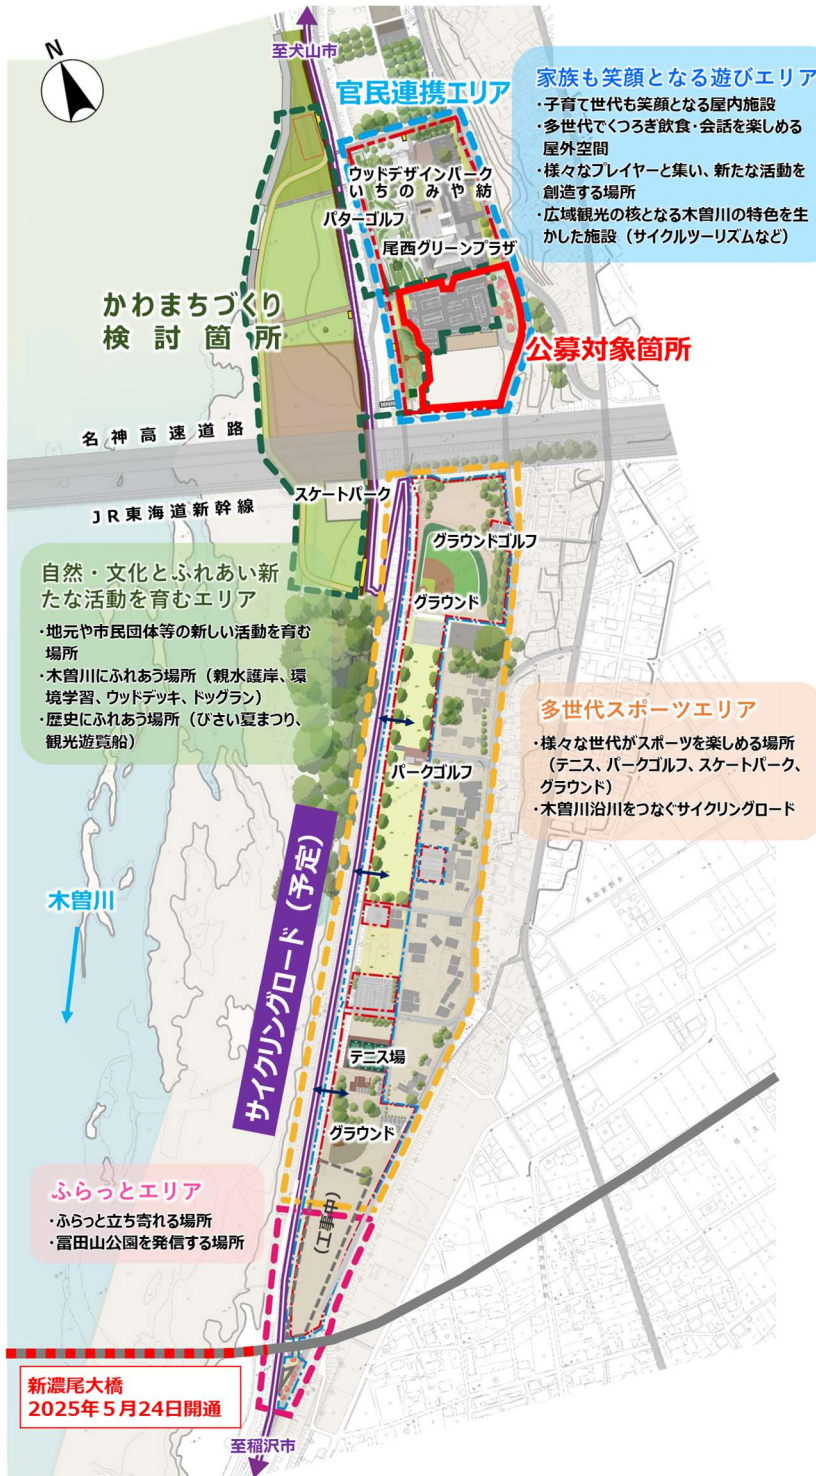 至犬山市
N
官民連携エリア
家族も笑顔となる遊びエリア
・子育て世代も笑顔となる屋内施設
・多世代でくつろぎ飲食・会話を楽しめる
屋外空間
・様々なプレイヤーと集い、新たな活動を
創造する場所
・広域観光の核となる木曽川の特色を生
かした施設（サイクルツーリズムなど）
ウッドデザインパーク
いちのみや紡
パターゴルフ
尾西グリーンプラザ
かわまちづくり
検討箇所
公募対象箇所
名神高速道路
JR東海道新幹線
スケートパーク
グラウンドゴルフ
グラウンド
自然・文化とふれあい新
たな活動を育むエリア
・地元や市民団体等の新しい活動を育む
場所
・木曽川にふれあう場所（親水護岸、環
境学習、ウッドデッキ、ドッグラン）
・歴史にふれあう場所（びさい夏まつり、
観光遊覧船）
多世代スポーツエリア
・様々な世代がスポーツを楽しめる場所
（テニス、パークゴルフ、スケートパーク、
グラウンド）
・木曽川沿川をつなぐサイクリングロード
パークゴルフ
サイクリングロード（予定）
木曽川
テニス場
グラウンド
ふらっとエリア
・ふらっと立ち寄れる場所
・冨田山公園を発信する場所
（工事中）
新濃尾大橋
2025年5月24日開通
至稲沢市